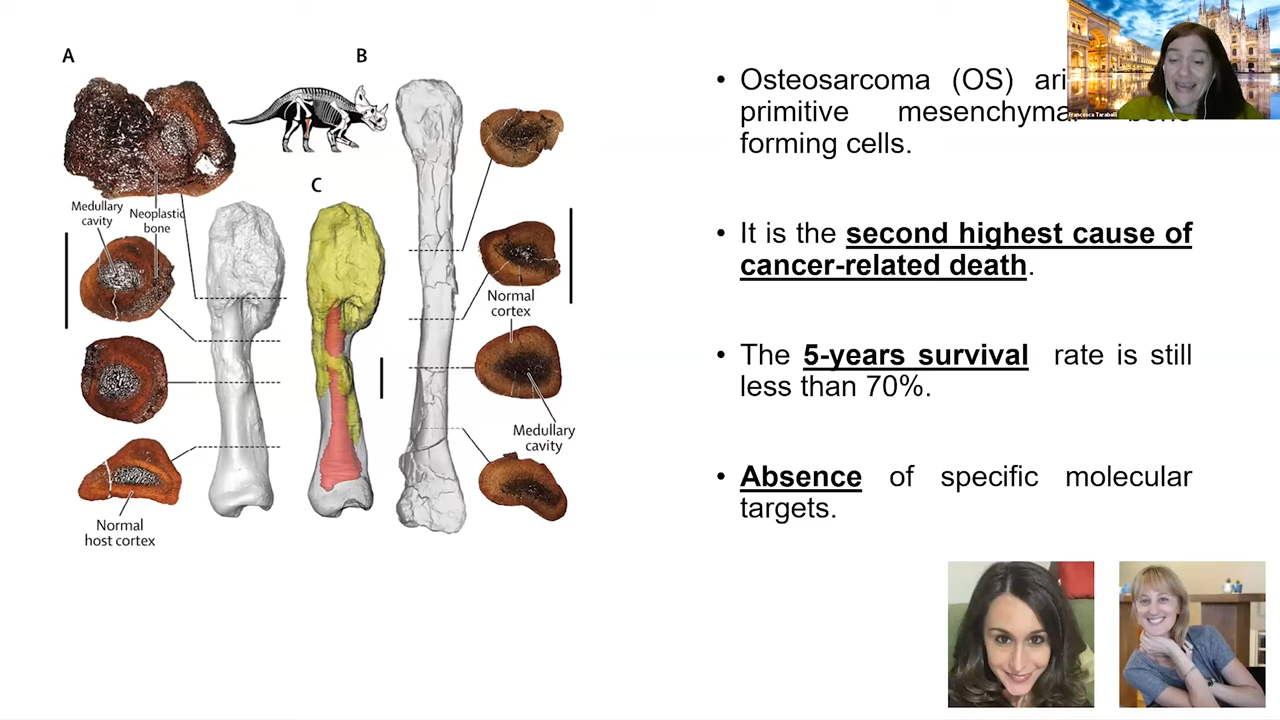 A
B
C
Medullary
cavity
Neoplastic
bone
Normal
host cortex
Normal
cortex
Medullary
cavity
• Osteosarcoma (OS)
primitive
forming cells.
• It is the second highest cause of
cancer-related death.
• The 5-years survival rate is still
less than 70%.
• Absence of specific molecular
targets.
Francesca Taraballi